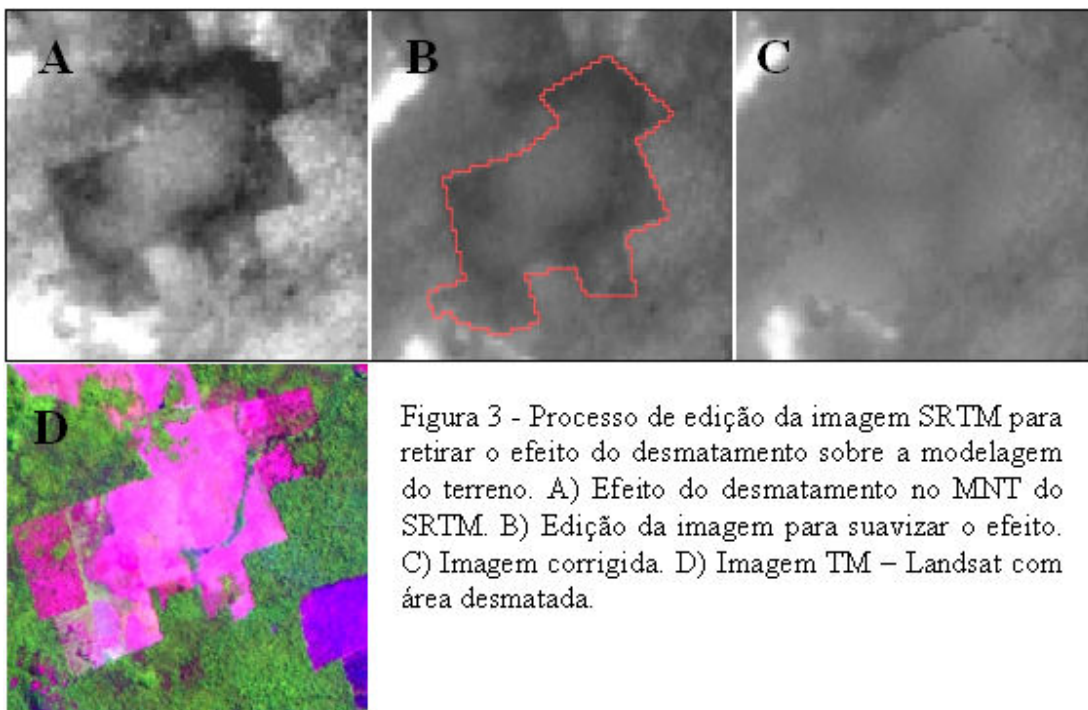 A
B
C
D
Figura 3 - Processo de edição da imagem SRTM para
retirar o efeito do desmatamento sobre a modelagem
do terreno. A) Efeito do desmatamento no MNT do
SRTM. B) Edição da imagem para suavizar o efeito.
C) Imagem corrigida. D) Imagem TM – Landsat com
área desmatada.